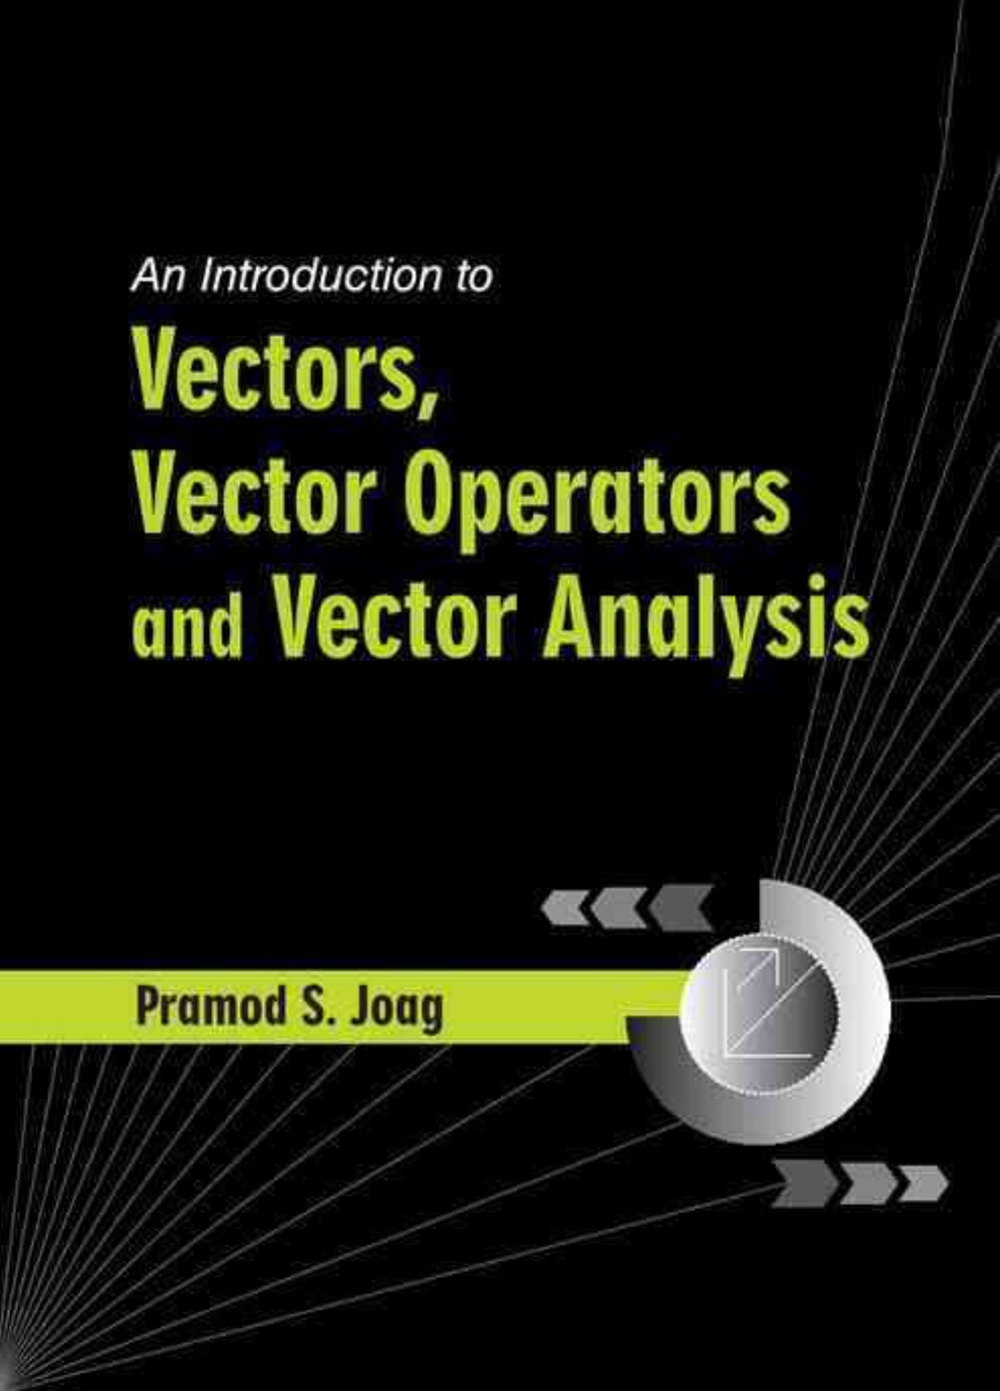 An Introduction to
Vectors,
Vector Operators
and Vector Analysis
Pramod S. Joag